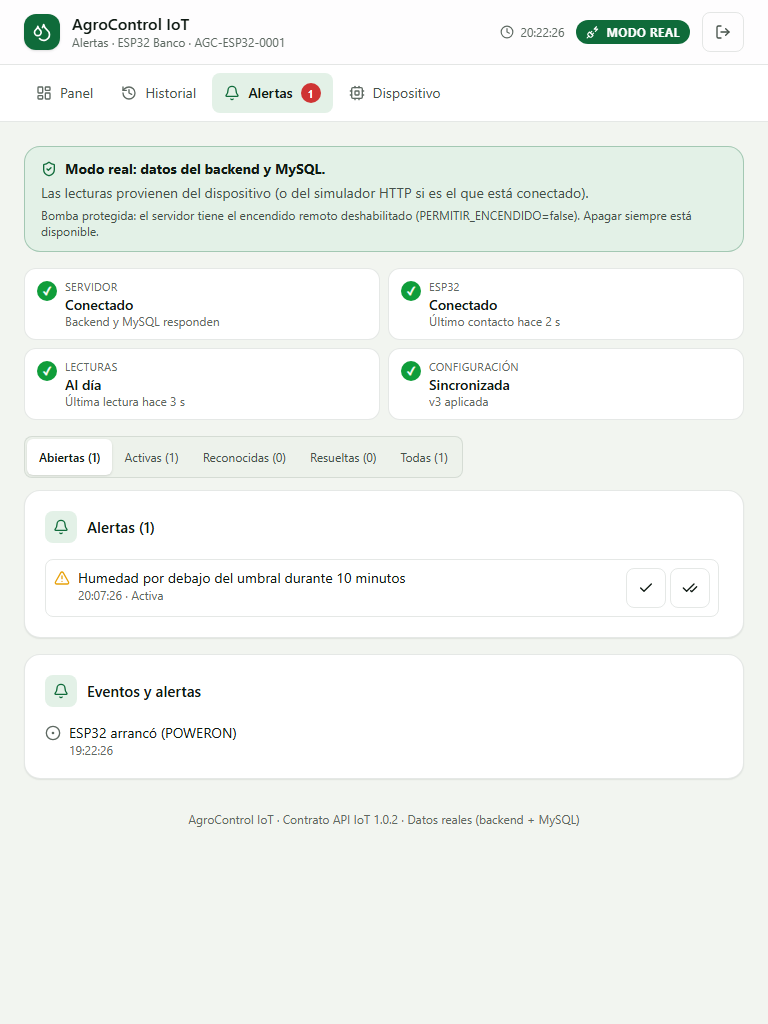 AgroControl IoT
Alertas · ESP32 Banco · AGC-ESP32-0001
20:22:26
MODO REAL
Panel
Historial
Alertas 1
Dispositivo
Modo real: datos del backend y MySQL.
Las lecturas provienen del dispositivo (o del simulador HTTP si es el que está conectado).
Bomba protegida: el servidor tiene el encendido remoto deshabilitado (PERMITIR_ENCENDIDO=false). Apagar siempre está
disponible.
SERVIDOR
Conectado
Backend y MySQL responden
ESP32
Conectado
Último contacto hace 2 s
LECTURAS
Al día
Última lectura hace 3 s
CONFIGURACIÓN
Sincronizada
v3 aplicada
Abiertas (1)
Activas (1)
Reconocidas (0)
Resueltas (0)
Todas (1)
Alertas (1)
Humedad por debajo del umbral durante 10 minutos
20:07:26 · Activa
Eventos y alertas
ESP32 arrancó (POWERON)
19:22:26
AgroControl IoT · Contrato API IoT 1.0.2 · Datos reales (backend + MySQL)